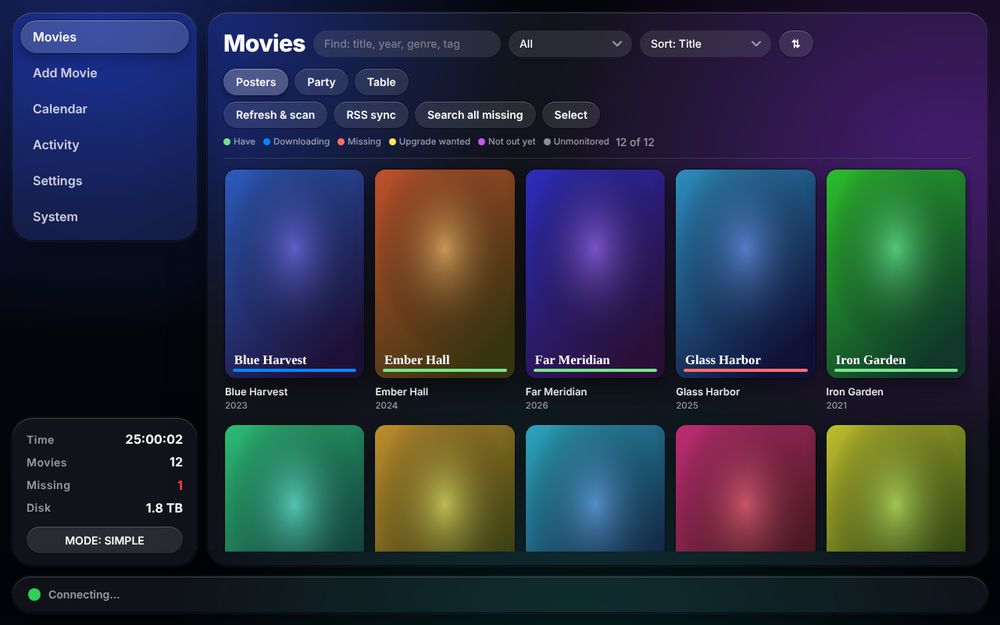 Movies
Add Movie
Calendar
Activity
Settings
System
Time 25:00:02
Movies 12
Missing 1
Disk 1.8 TB
MODE: SIMPLE
Movies Find: title, year, genre, tag All Sort: Title ⇅
Posters Party Table
Refresh & scan RSS sync Search all missing Select
Have Downloading Missing Upgrade wanted Not out yet Unmonitored 12 of 12
Blue Harvest Ember Hall Far Meridian Glass Harbor Iron Garden
Blue Harvest Ember Hall Far Meridian Glass Harbor Iron Garden
2023 2024 2026 2025 2021
Connecting...